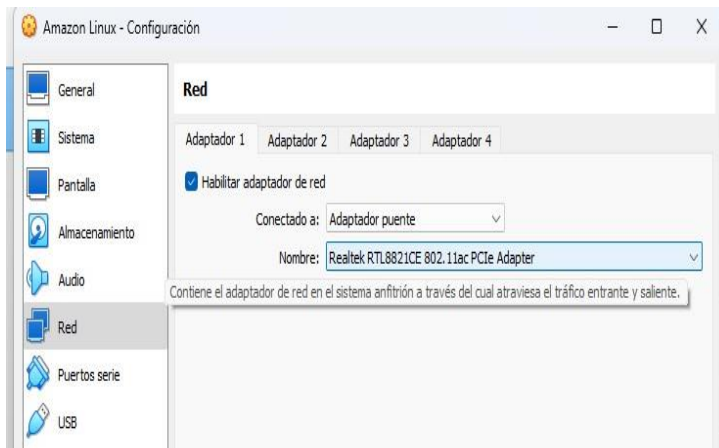 Amazon Linux - Configuración
General
Sistema
Pantalla
Almacenamiento
Audio
Red
Puertos serie
USB
Red
Adaptador 1 Adaptador 2 Adaptador 3 Adaptador 4
Habilitar adaptador de red
Conectado a: Adaptador puente
Nombre: Realtek RTL8821CE 802.11ac PCIe Adapter
Contiene el adaptador de red en el sistema anfitrión a través del cual atraviesa el tráfico entrante y saliente.